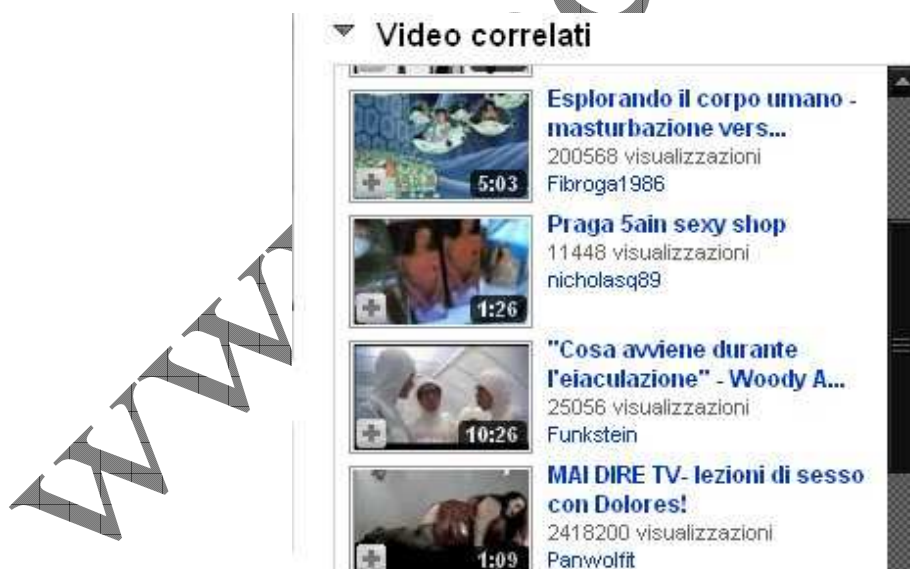 Video correlati
Esplorando il corpo umano -
masturbazione vers...
200568 visualizzazioni
5:03
Fibroga1986
Praga 5ain sexy shop
11448 visualizzazioni
nicholasq89
1:26
"Cosa avviene durante
l'eiaculazione" - Woody A...
25056 visualizzazioni
10:26
Funkstein
MAI DIRE TV- lezioni di sesso
con Dolores!
2418200 visualizzazioni
1:09
Panwolfit
www